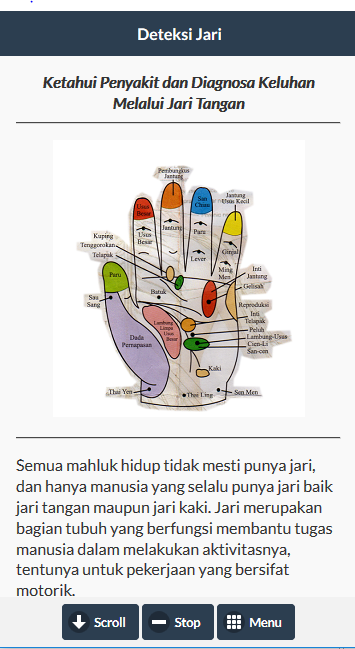 Deteksi Jari
Ketahui Penyakit dan Diagnosa Keluhan
Melalui Jari Tangan
Pembungkus
Jantung
Usus
Besar
San
Chiao
Jantung
Usus Kecil
Usus
Besar
Jantung
Paru
Ginjal
Lever
Kuping
Tenggorokan
Telapak
Ming
Men
Inti
Jantung
Gelisah
Paru
Batuk
Reproduksi
Sau
Sang
Inti
Telapak
Peluh
Lambung-Usus
Cien-Li
San-cen
Lambung
Limpa
Usus
Besar
Dada
Pernapasan
Kaki
Thai Yen
Thai Ling
Sen Men
Semua mahluk hidup tidak mesti punya jari,
dan hanya manusia yang selalu punya jari baik
jari tangan maupun jari kaki. Jari merupakan
bagian tubuh yang berfungsi membantu tugas
manusia dalam melakukan aktivitasnya,
tentunya untuk pekerjaan yang bersifat
motorik.
Scroll
Stop
Menu